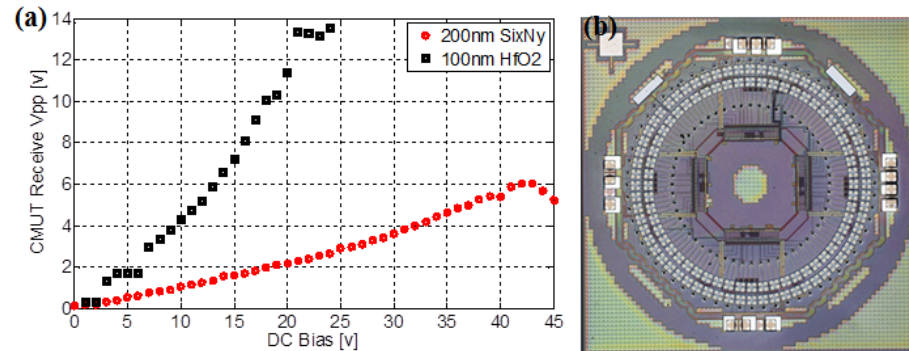 (a)
14
12
10
8
6
4
2
0
CMUT Receive Vpp [v]
200nm SixNy
100nm HfO2
0 5 10 15 20 25 30 35 40 45
DC Bias [v]
(b)